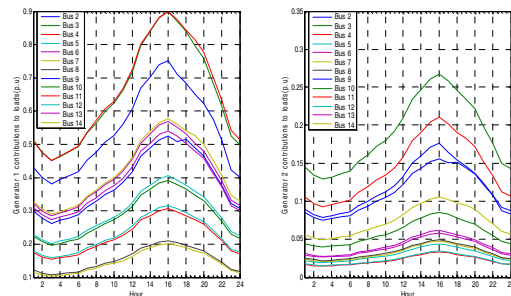 0.9
0.8
0.7
0.6
0.5
0.4
0.3
0.2
0.1
Generator 1 contributions to loads(p.u)
Bus 2
Bus 3
Bus 4
Bus 5
Bus 6
Bus 7
Bus 8
Bus 9
Bus 10
Bus 11
Bus 12
Bus 13
Bus 14
2 4 6 8 10 12 14 16 18 20 22 24
Hour
0.35
0.3
0.25
0.2
0.15
0.1
0.05
0
Generator 2 contributions to loads(p.u)
Bus 2
Bus 3
Bus 4
Bus 5
Bus 6
Bus 7
Bus 8
Bus 9
Bus 10
Bus 11
Bus 12
Bus 13
Bus 14
2 4 6 8 10 12 14 16 18 20 22 24
Hour